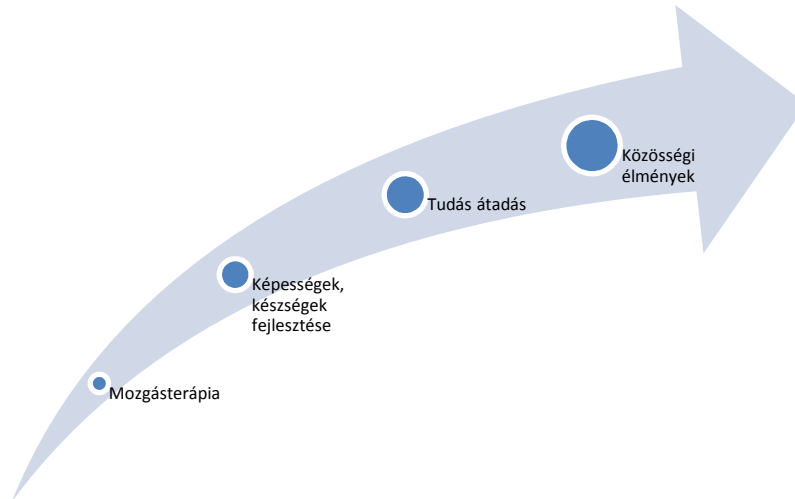 Közösségi
élmények
Tudás átadás
Képességek,
készségek
fejlesztése
Mozgásterápia